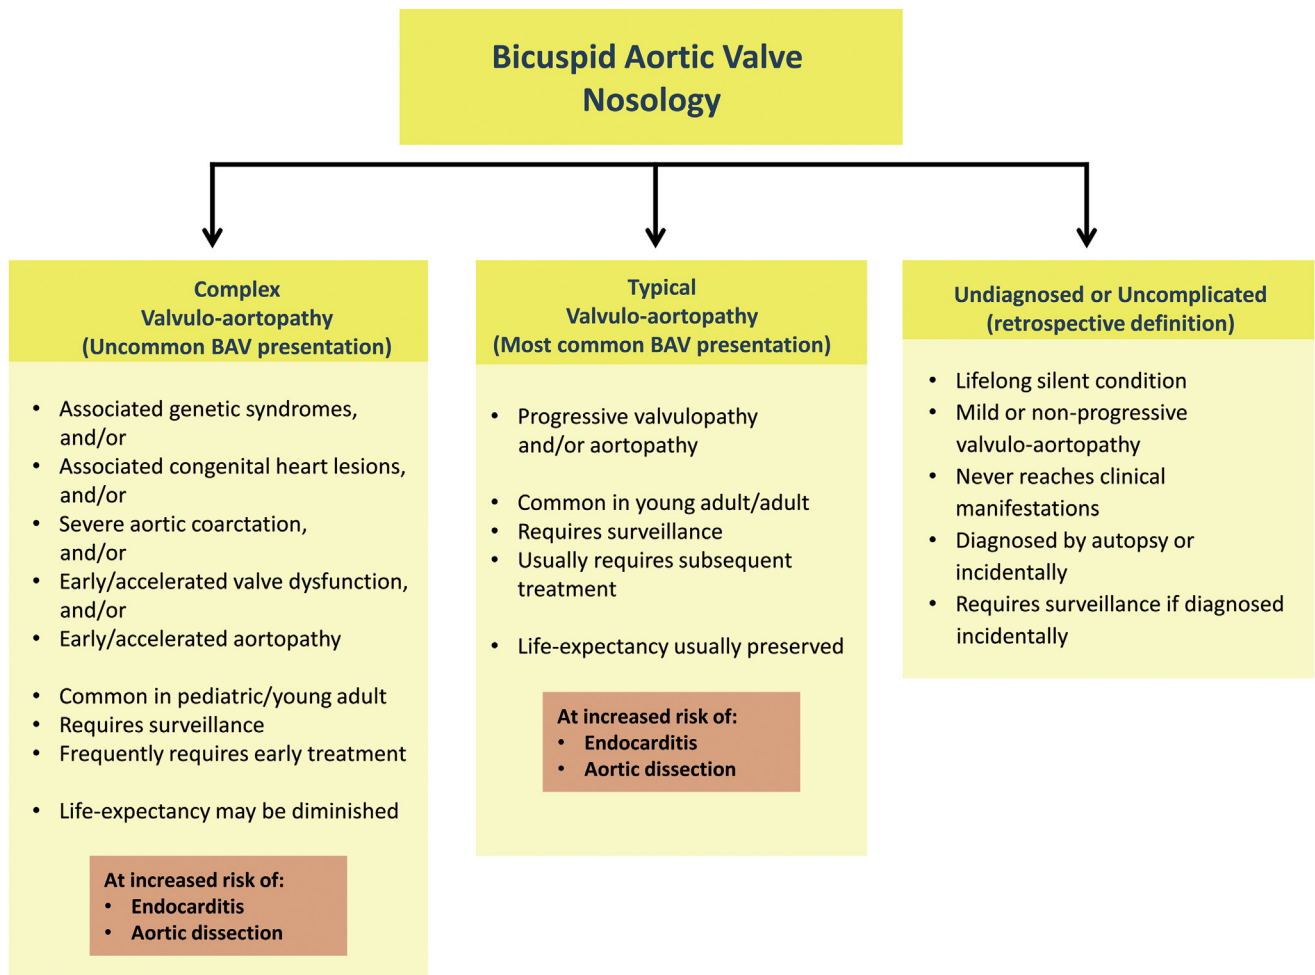 Bicuspid Aortic Valve
Nosology
Complex
Valvulo-aortopathy
(Uncommon BAV presentation)
• Associated genetic syndromes,
and/or
• Associated congenital heart lesions,
and/or
• Severe aortic coarctation,
and/or
• Early/accelerated valve dysfunction,
and/or
• Early/accelerated aortopathy
• Common in pediatric/young adult
• Requires surveillance
• Frequently requires early treatment
• Life-expectancy may be diminished
At increased risk of:
• Endocarditis
• Aortic dissection
Typical
Valvulo-aortopathy
(Most common BAV presentation)
• Progressive valvulopathy
and/or aortopathy
• Common in young adult/adult
• Requires surveillance
• Usually requires subsequent
treatment
• Life-expectancy usually preserved
At increased risk of:
• Endocarditis
• Aortic dissection
Undiagnosed or Uncomplicated
(retrospective definition)
• Lifelong silent condition
• Mild or non-progressive
valvulo-aortopathy
• Never reaches clinical
manifestations
• Diagnosed by autopsy or
incidentally
• Requires surveillance if diagnosed
incidentally